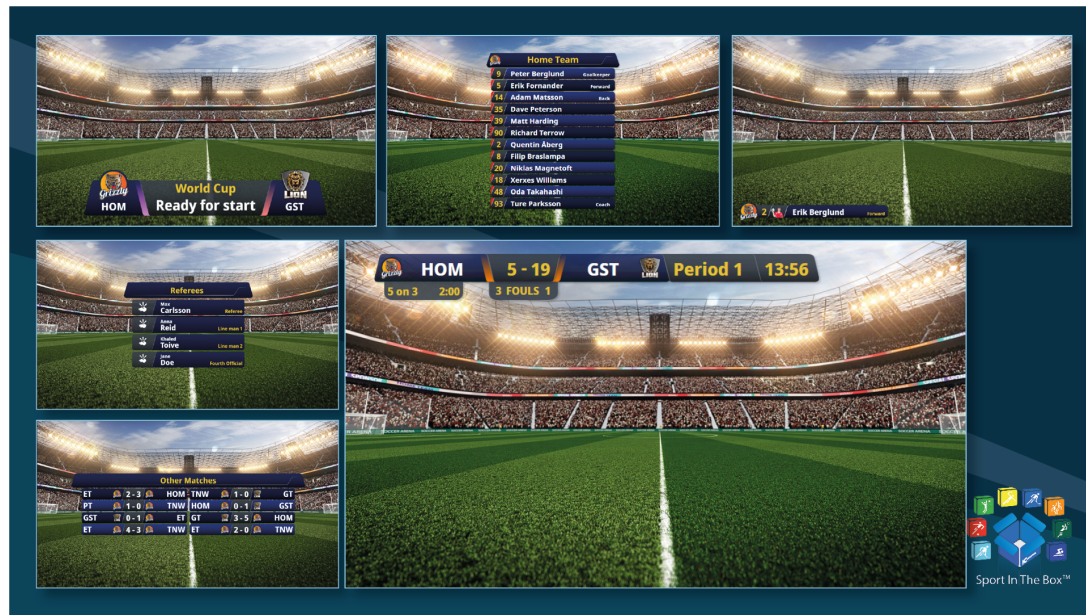 Grizzly
HOM
World Cup
Ready for start
LION
GST
Home Team
9 Peter Berglund Goalkeeper
5 Erik Fornander Forward
14 Adam Matsson Back
35 Dave Peterson
39 Matt Harding
90 Richard Terrow
2 Quentin Åberg
8 Filip Braslampa
20 Niklas Magnetoft
18 Xerxes Williams
48 Oda Takahashi
93 Ture Parksson Coach
2 Erik Berglund Forward
Referees
Max
Carlsson Referee
Anna
Reid Line man 1
Khaled
Toive Line man 2
Jane
Doe Fourth Official
Grizzly HOM 5 - 19 GST LION Period 1 13:56
5 on 3 2:00 3 FOULS 1
SOCCER ARENA
Other Matches
ET 2 - 3 HOM TNW 1 - 0 GT
PT 1 - 0 TNW HOM 0 - 1 GST
GST 0 - 1 ET GT 3 - 5 HOM
ET 4 - 3 TNW ET 2 - 0 TNW
Sport In The Box™